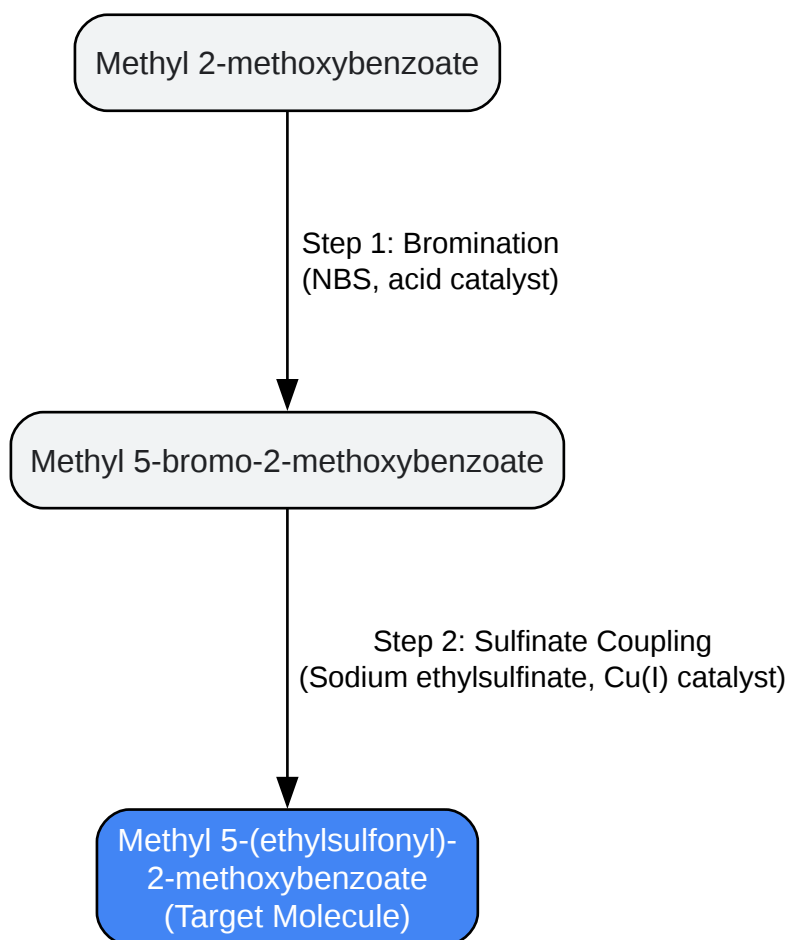 Methyl 2-methoxybenzoate
Step 1: Bromination
(NBS, acid catalyst)
Methyl 5-bromo-2-methoxybenzoate
Step 2: Sulfinate Coupling
(Sodium ethylsulfinate, Cu(I) catalyst)
Methyl 5-(ethylsulfonyl)-
2-methoxybenzoate
(Target Molecule)